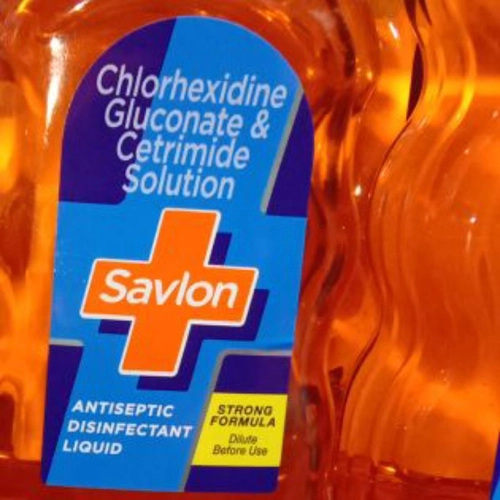 Chlorhexidine
Gluconate &
Cetrimide
Solution
Savlon
ANTISEPTIC
DISINFECTANT
LIQUID
STRONG
FORMULA
Dilute
Before Use